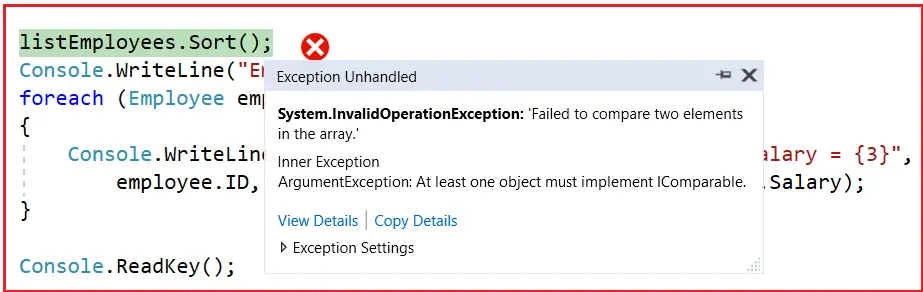 listEmployees.Sort();
Console.WriteLine("E
Exception Unhandled
foreach (Employee em
System.InvalidOperationException: 'Failed to compare two elements
in the array.'
{
Console.WriteLine
Inner Exception
alary = {3}",
employee.ID,
ArgumentException: At least one object must implement IComparable.
.Salary);
}
View Details | Copy Details
Exception Settings
Console.ReadKey();